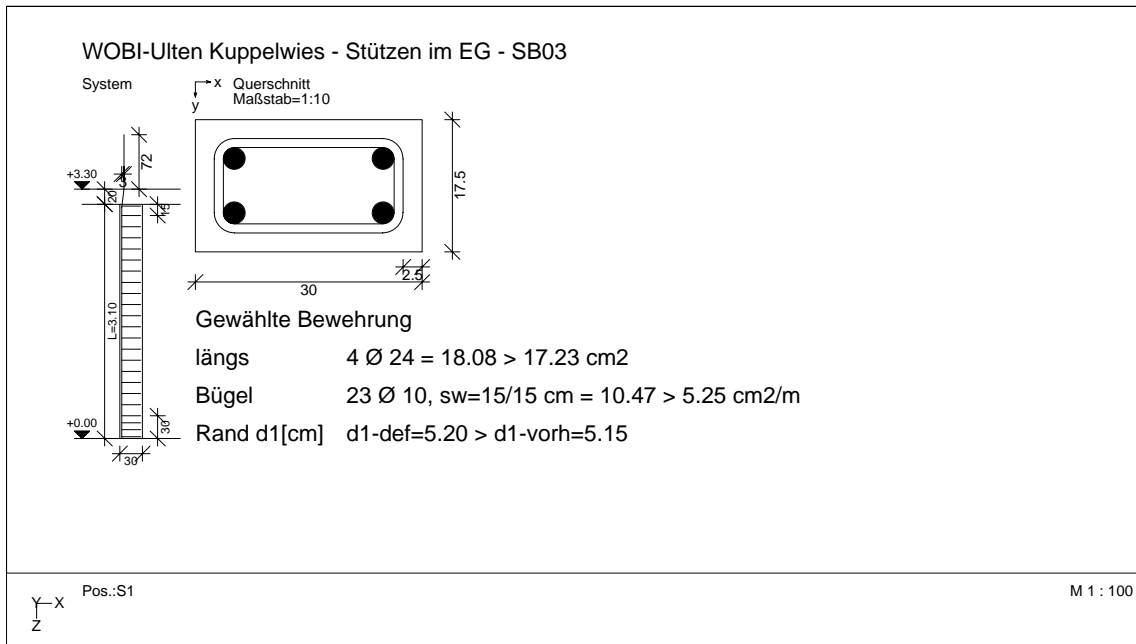 WOBI-Ulten Kuppelwies - Stützen im EG - SB03
System
x
y
Querschnitt
Maßstab=1:10
72
5
+3.30
20
15
17.5
2.5
30
L=3.10
Gewählte Bewehrung
längs 4 Ø 24 = 18.08 > 17.23 cm2
Bügel 23 Ø 10, sw=15/15 cm = 10.47 > 5.25 cm2/m
+0.00
30
Rand d1[cm] d1-def=5.20 > d1-vorh=5.15
30
Pos.:S1
M 1 : 100
Y X
Z